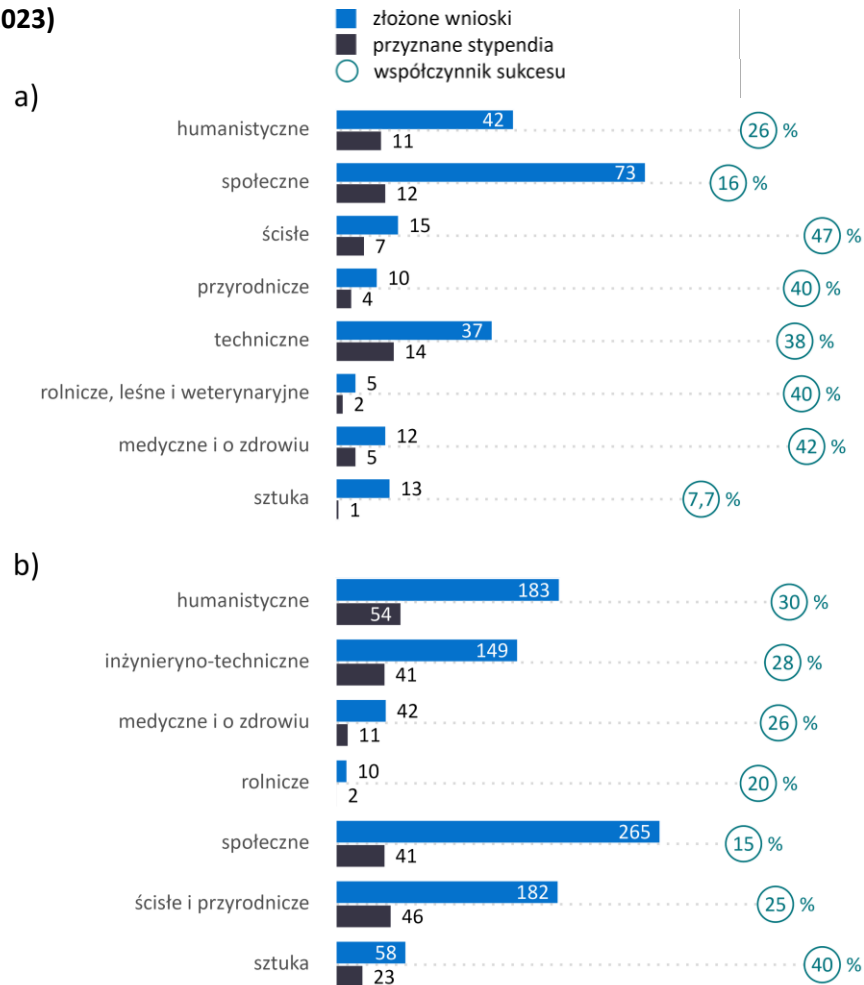 023)
złożone wnioski
przyznane stypendia
współczynnik sukcesu
a)
humanistyczne 42 11 26 %
społeczne 73 12 16 %
ścisłe 15 7 47 %
przyrodnicze 10 4 40 %
techniczne 37 14 38 %
rolnicze, leśne i weterynaryjne 5 2 40 %
medyczne i o zdrowiu 12 5 42 %
sztuka 13 1 7,7 %
b)
humanistyczne 183 54 30 %
inżynieryno-techniczne 149 41 28 %
medyczne i o zdrowiu 42 11 26 %
rolnicze 10 2 20 %
społeczne 265 41 15 %
ścisłe i przyrodnicze 182 46 25 %
sztuka 58 23 40 %